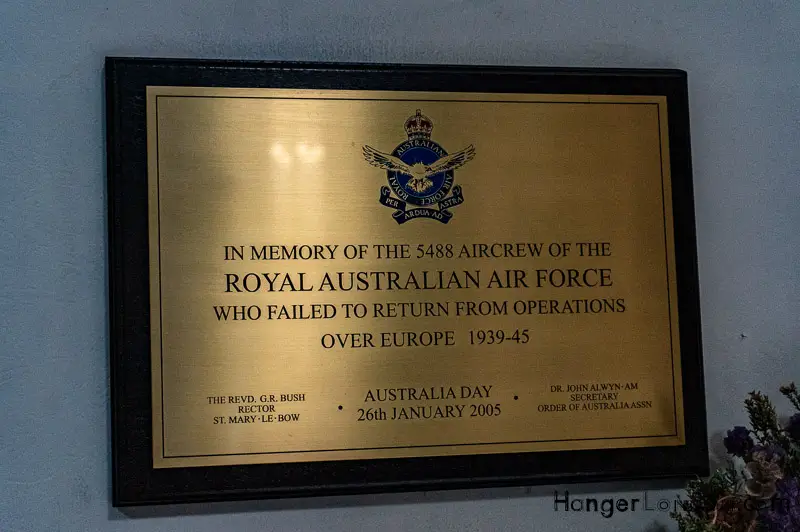 AUSTRALIAN
ROYAL AIR FORCE
PER ARDUA AD ASTRA
IN MEMORY OF THE 5488 AIRCREW OF THE
ROYAL AUSTRALIAN AIR FORCE
WHO FAILED TO RETURN FROM OPERATIONS
OVER EUROPE 1939-45
THE REVD. G.R. BUSH
RECTOR
ST. MARY·LE·BOW
• AUSTRALIA DAY •
26th JANUARY 2005
DR. JOHN ALWYN·AM
SECRETARY
ORDER OF AUSTRALIA ASSN